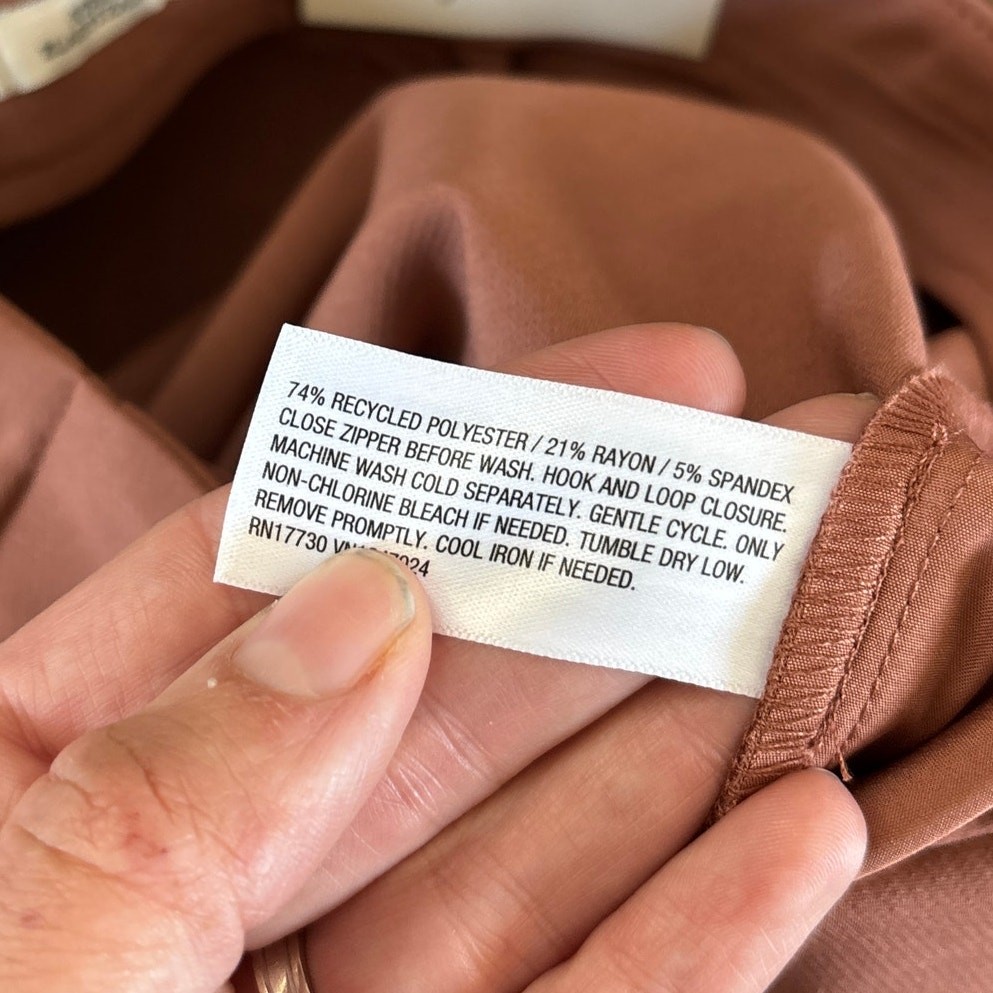 74% RECYCLED POLYESTER / 21% RAYON / 5% SPANDEX
CLOSE ZIPPER BEFORE WASH. HOOK AND LOOP CLOSURE.
MACHINE WASH COLD SEPARATELY. GENTLE CYCLE. ONLY
NON-CHLORINE BLEACH IF NEEDED. TUMBLE DRY LOW.
REMOVE PROMPTLY. COOL IRON IF NEEDED.
RN17730